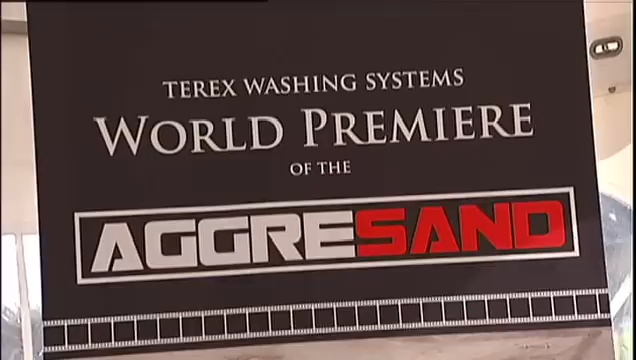 TEREX WASHING SYSTEMS
WORLD PREMIERE
OF THE
AGGRESAND